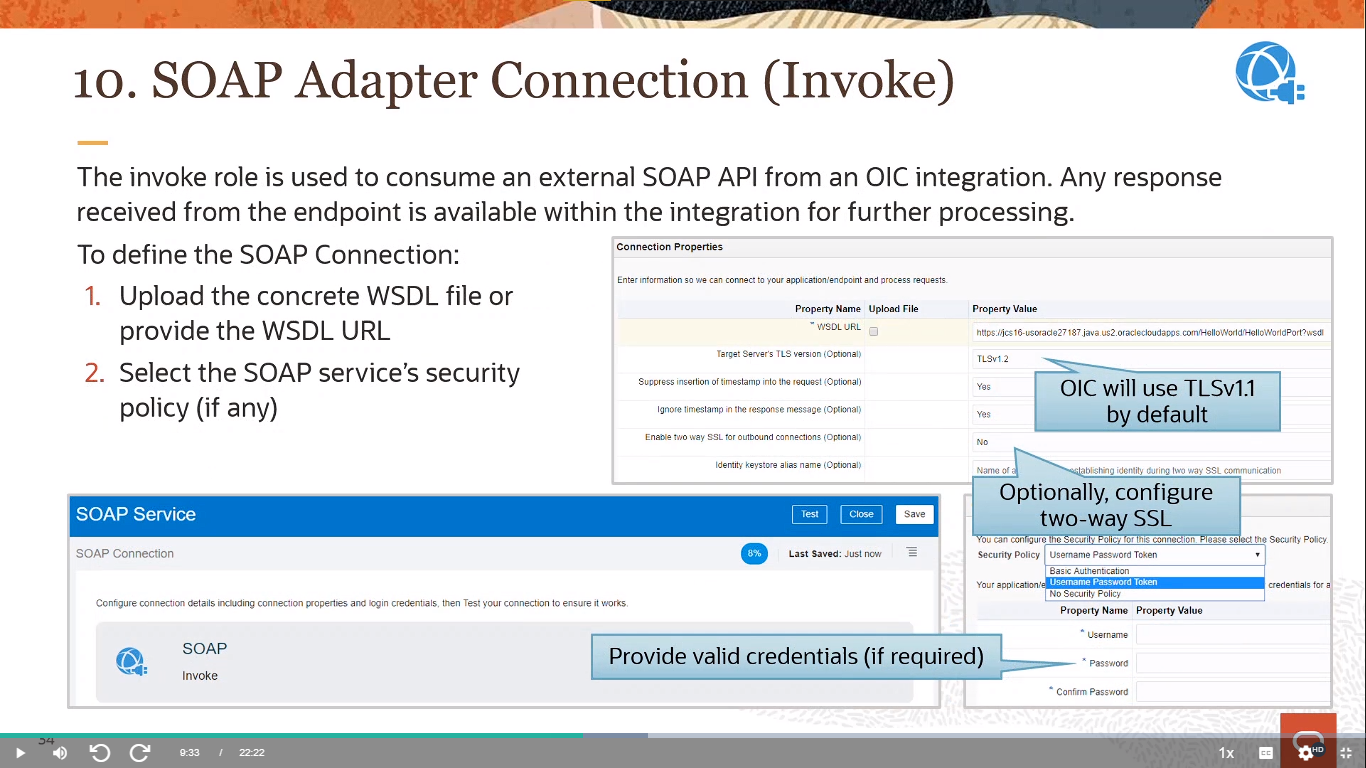 10. SOAP Adapter Connection (Invoke)
The invoke role is used to consume an external SOAP API from an OIC integration. Any response
received from the endpoint is available within the integration for further processing.
To define the SOAP Connection:
1. Upload the concrete WSDL file or
provide the WSDL URL
2. Select the SOAP service's security
policy (if any)
Connection Properties
Enter information so we can connect to your application/endpoint and process requests.
Property Name Upload File Property Value
* WSDL URL https://jcs16-usoracle27187.java.us2.oraclecloudapps.com/HelloWorld/HelloWorldPort?wsdl
Target Server's TLS version (Optional) TLSv1.2
Suppress insertion of timestamp into the request (Optional) Yes
Ignore timestamp in the response message (Optional) Yes
Enable two way SSL for outbound connections (Optional) No
Identity keystore alias name (Optional) Name of a establishing identity during two way SSL communication
OIC will use TLSv1.1
by default
Optionally, configure
two-way SSL
SOAP Service Test Close Save
SOAP Connection 8% Last Saved: Just now
Configure connection details including connection properties and login credentials, then Test your connection to ensure it works.
SOAP
Invoke
You can configure the Security Policy for this connection. Please select the Security Policy
Security Policy Username Password Token
Basic Authentication
Username Password Token
No Security Policy
Your application/e credentials for a
Property Name Property Value
* Username
* Password
* Confirm Password
Provide valid credentials (if required)
34
9:33 / 22:22 1x CC HD